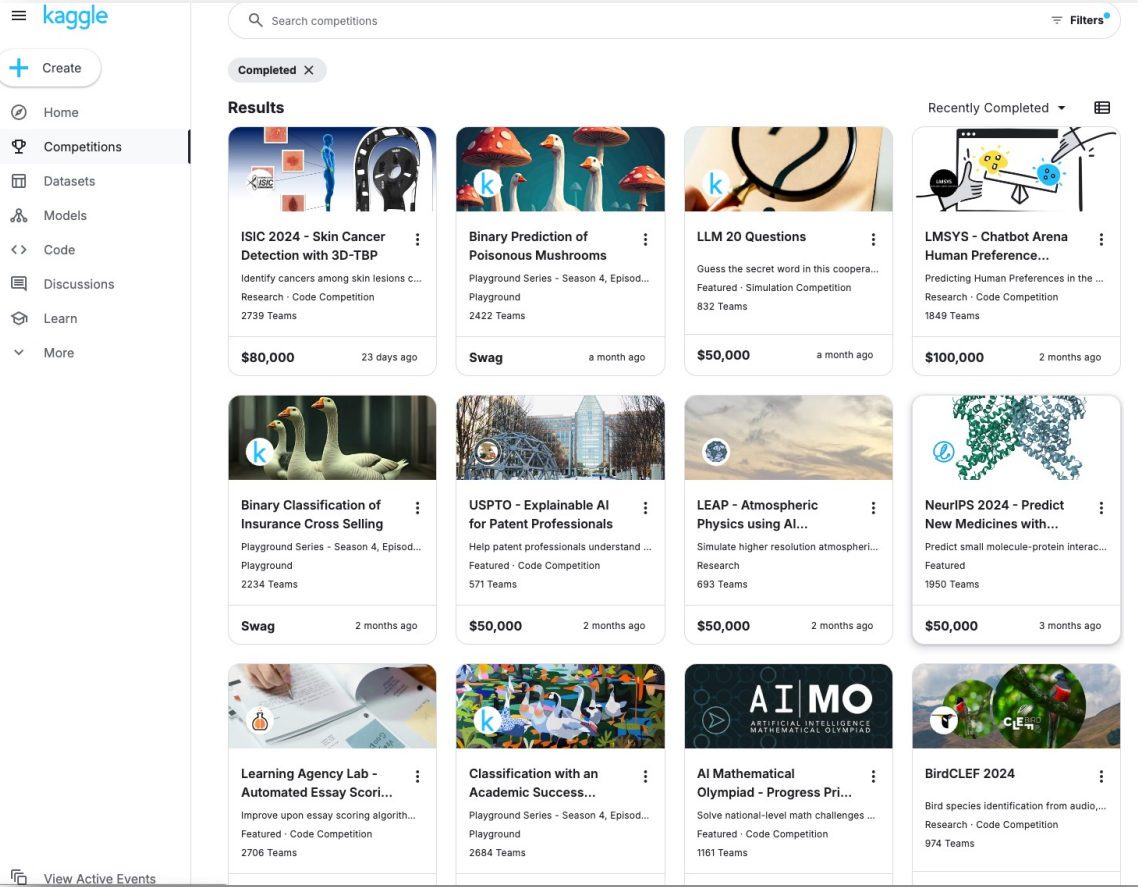 kaggle
Search competitions
Filters
Create
Completed
Home
Competitions
Datasets
Models
Code
Discussions
Learn
More
View Active Events
Results
Recently Completed
ISIC
LMSYS
ISIC 2024 - Skin Cancer
Detection with 3D-TBP
Identify cancers among skin lesions c...
Research · Code Competition
2739 Teams
$80,000
23 days ago
k
Binary Prediction of
Poisonous Mushrooms
Playground Series - Season 4, Episod...
Playground
2422 Teams
Swag
a month ago
k
LLM 20 Questions
Guess the secret word in this coopera...
Featured · Simulation Competition
832 Teams
$50,000
a month ago
LMSYS - Chatbot Arena
Human Preference...
Predicting Human Preferences in the ...
Research · Code Competition
1849 Teams
$100,000
2 months ago
k
Binary Classification of
Insurance Cross Selling
Playground Series - Season 4, Episod...
Playground
2234 Teams
Swag
2 months ago
USPTO - Explainable AI
for Patent Professionals
Help patent professionals understand ...
Featured · Code Competition
571 Teams
$50,000
2 months ago
LEAP - Atmospheric
Physics using AI...
Simulate higher resolution atmospheri...
Research
693 Teams
$50,000
2 months ago
NeurIPS 2024 - Predict
New Medicines with...
Predict small molecule-protein interac...
Featured
1950 Teams
$50,000
3 months ago
Learning Agency Lab -
Automated Essay Scori...
Improve upon essay scoring algorith...
Featured · Code Competition
2706 Teams
k
Classification with an
Academic Success...
Playground Series - Season 4, Episod...
Playground
2684 Teams
AI|MO
ARTIFICIAL INTELLIGENCE
MATHEMATICAL OLYMPIAD
AI Mathematical
Olympiad - Progress Pri...
Solve national-level math challenges ...
Featured · Code Competition
1161 Teams
CLEF BIRD
BirdCLEF 2024
Bird species identification from audio,...
Research · Code Competition
974 Teams